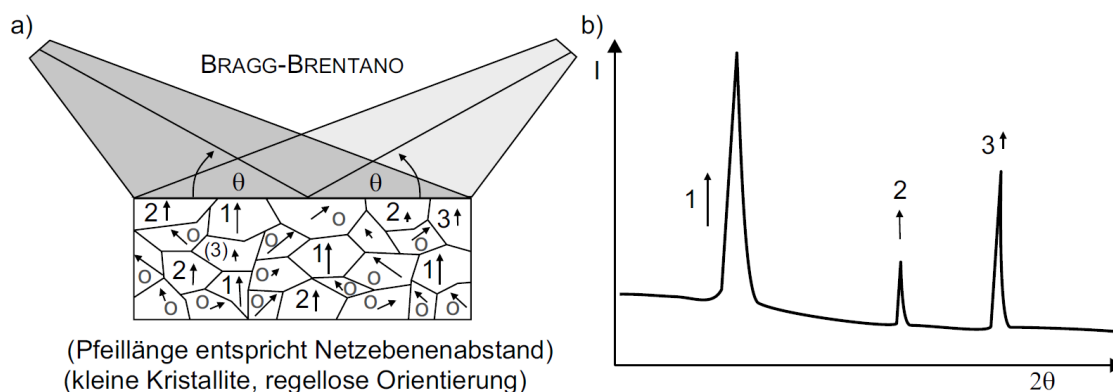 a)
BRAGG-BRENTANO
θ θ
2 1 O 2 3
O (3) O O O
2 1 O 1 O 1
O O 1 O 2 O O O O
(Pfeillänge entspricht Netzebenenabstand)
(kleine Kristallite, regellose Orientierung)
b)
I
1
2
3
2θ